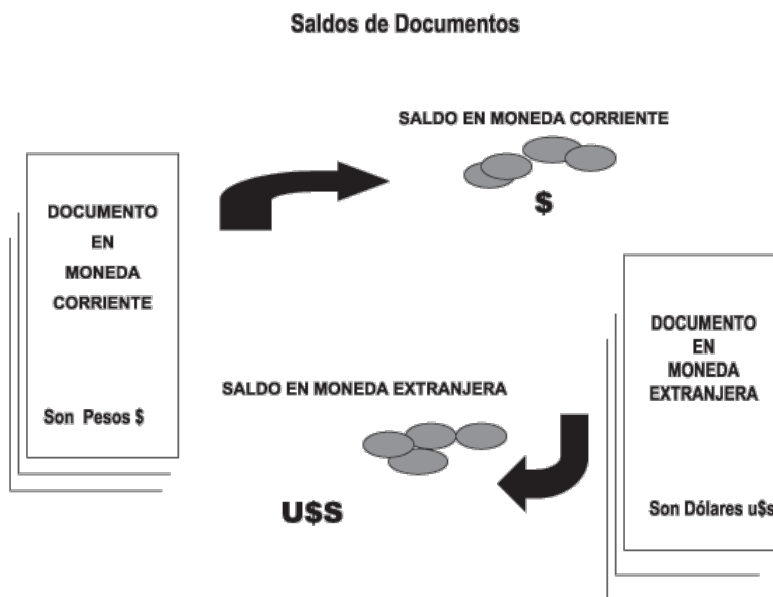 Saldos de Documentos
SALDO EN MONEDA CORRIENTE
$
DOCUMENTO
EN
MONEDA
CORRIENTE
Son Pesos $
SALDO EN MONEDA EXTRANJERA
U$S
DOCUMENTO
EN
MONEDA
EXTRANJERA
Son Dólares u$s